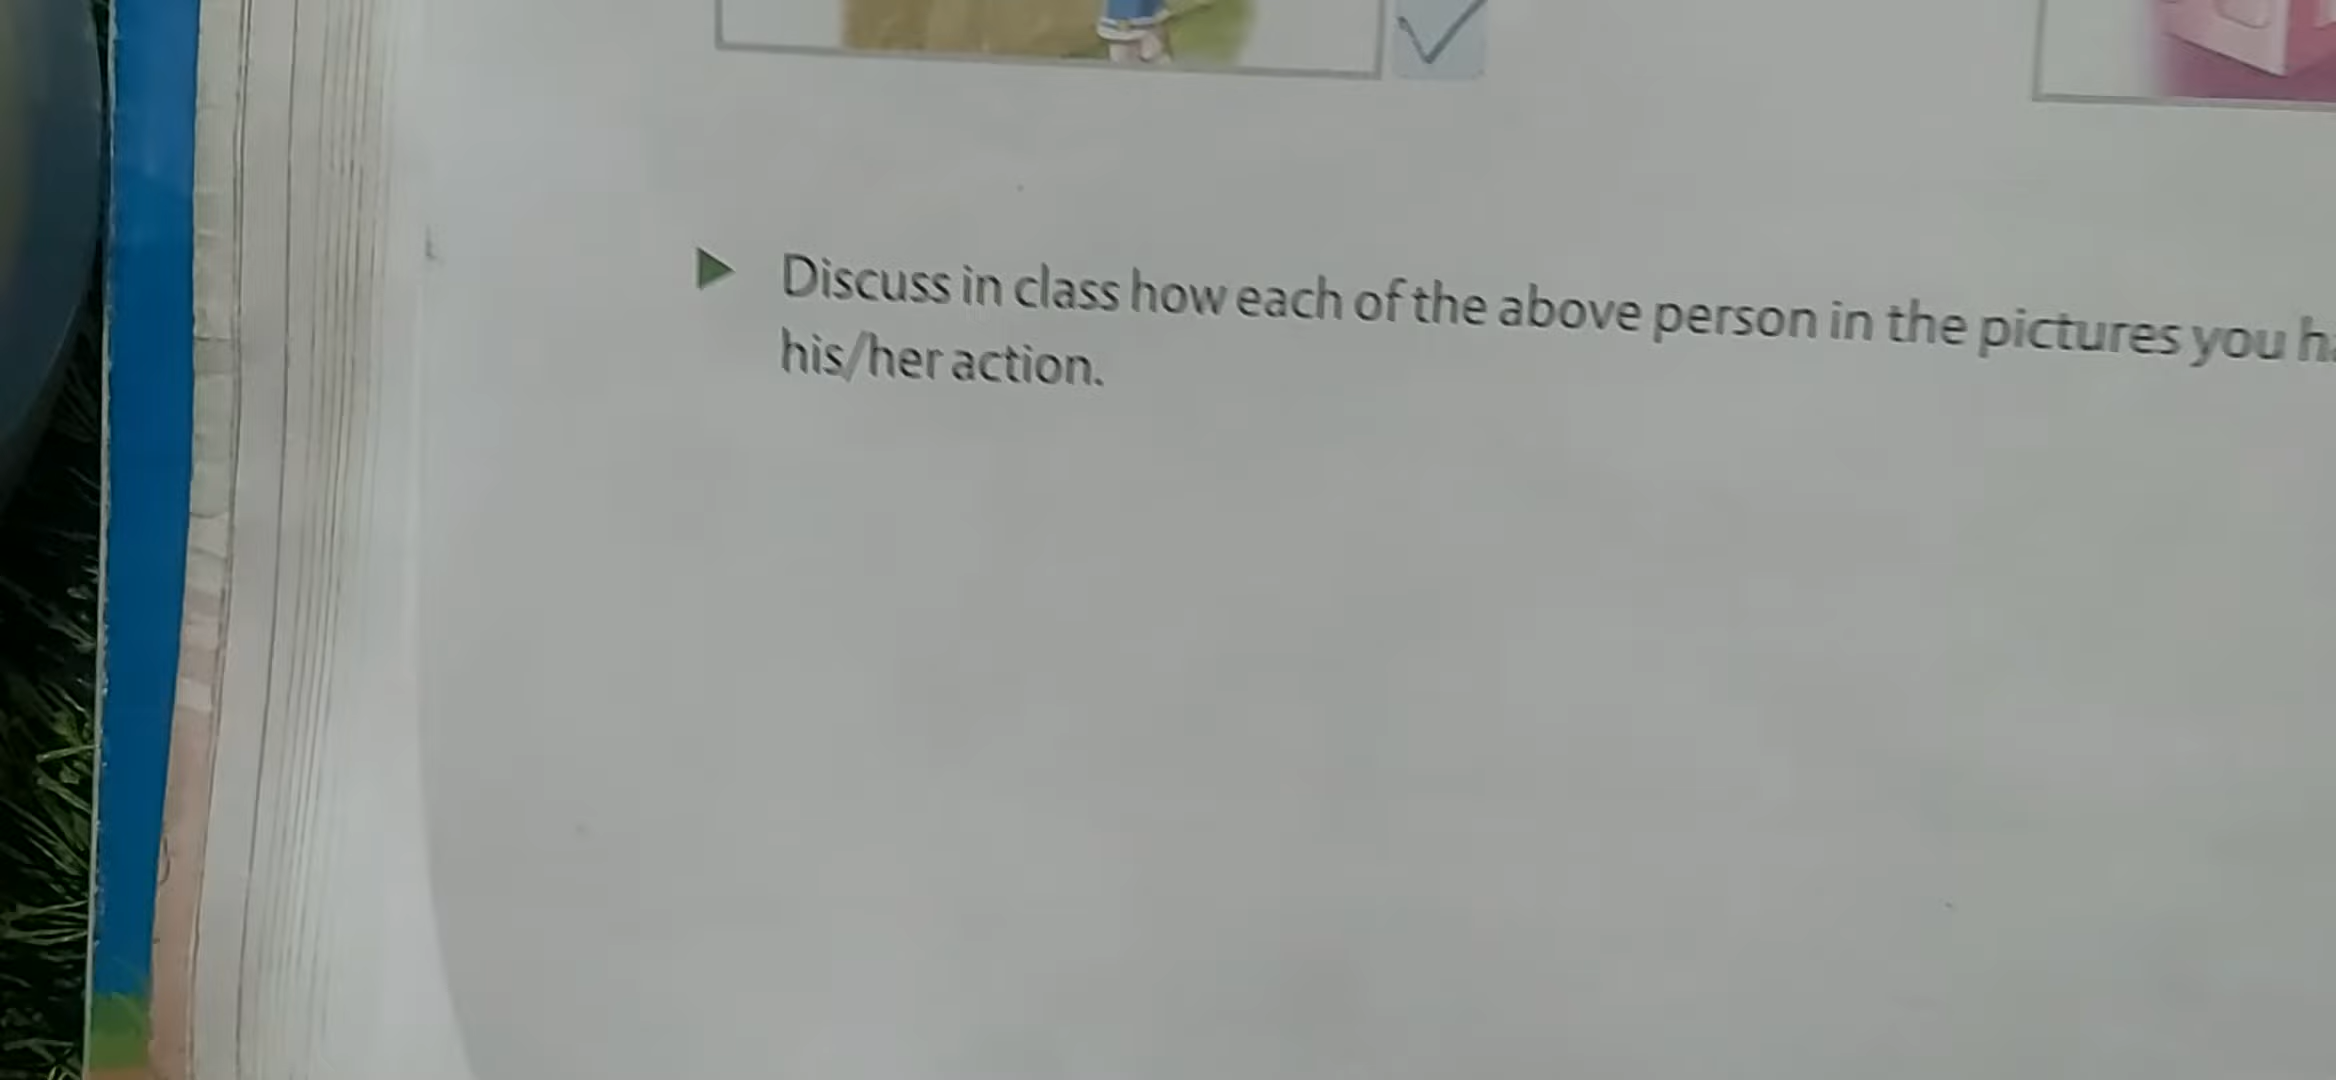 Discuss in class how each of the above person in the pictures you
his/her action.